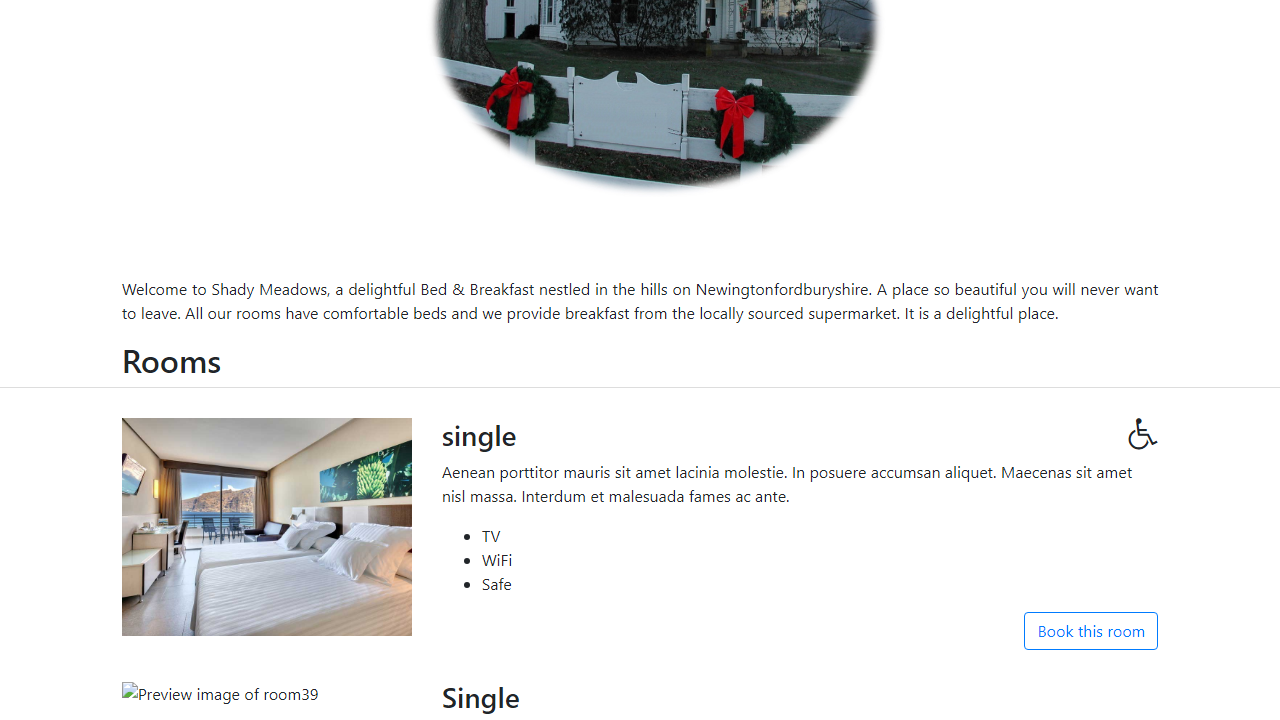 Welcome to Shady Meadows, a delightful Bed & Breakfast nestled in the hills on Newingtonfordburyshire. A place so beautiful you will never want
to leave. All our rooms have comfortable beds and we provide breakfast from the locally sourced supermarket. It is a delightful place.
Rooms
single
Aenean porttitor mauris sit amet lacinia molestie. In posuere accumsan aliquet. Maecenas sit amet
nisl massa. Interdum et malesuada fames ac ante.
TV
WiFi
Safe
Book this room
Preview image of room39
Single